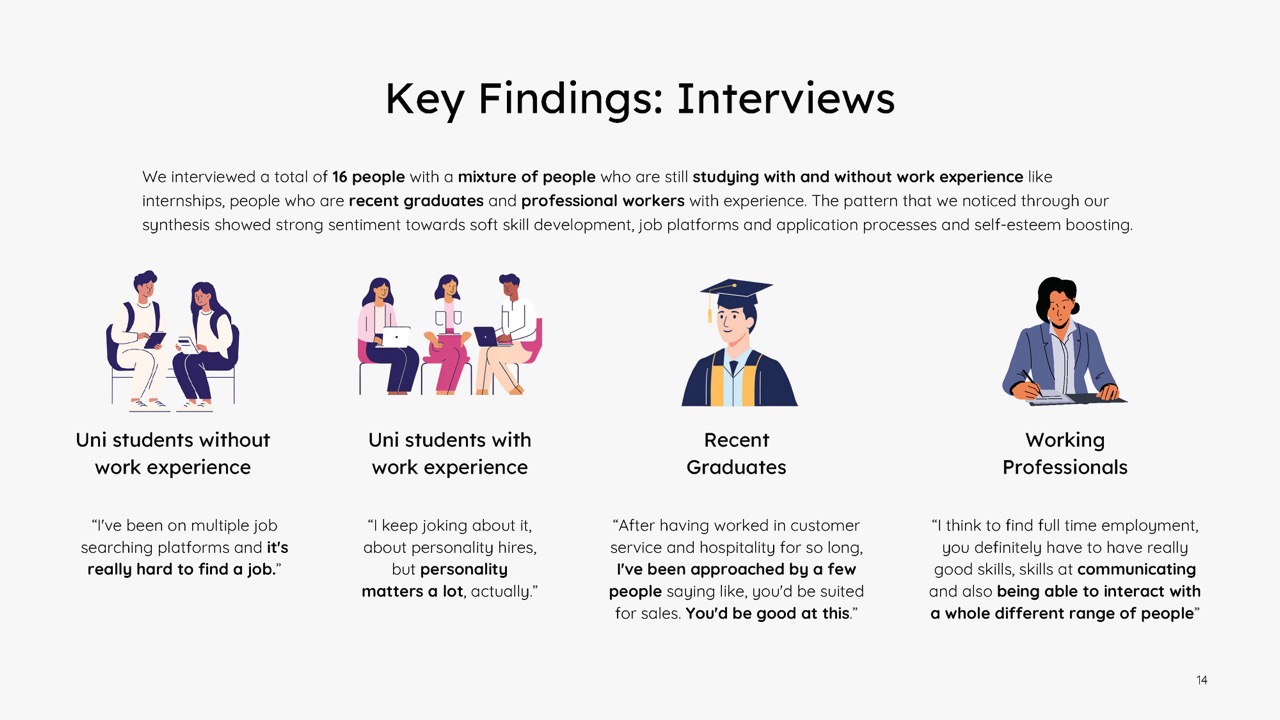 Key Findings: Interviews
We interviewed a total of 16 people with a mixture of people who are still studying with and without work experience like
internships, people who are recent graduates and professional workers with experience. The pattern that we noticed through our
synthesis showed strong sentiment towards soft skill development, job platforms and application processes and self-esteem boosting.
Uni students without
work experience
“I've been on multiple job
searching platforms and it's
really hard to find a job.”
Uni students with
work experience
“I keep joking about it,
about personality hires,
but personality
matters a lot, actually.”
Recent
Graduates
“After having worked in customer
service and hospitality for so long,
I've been approached by a few
people saying like, you'd be suited
for sales. You'd be good at this.”
Working
Professionals
“I think to find full time employment,
you definitely have to have really
good skills, skills at communicating
and also being able to interact with
a whole different range of people”
14